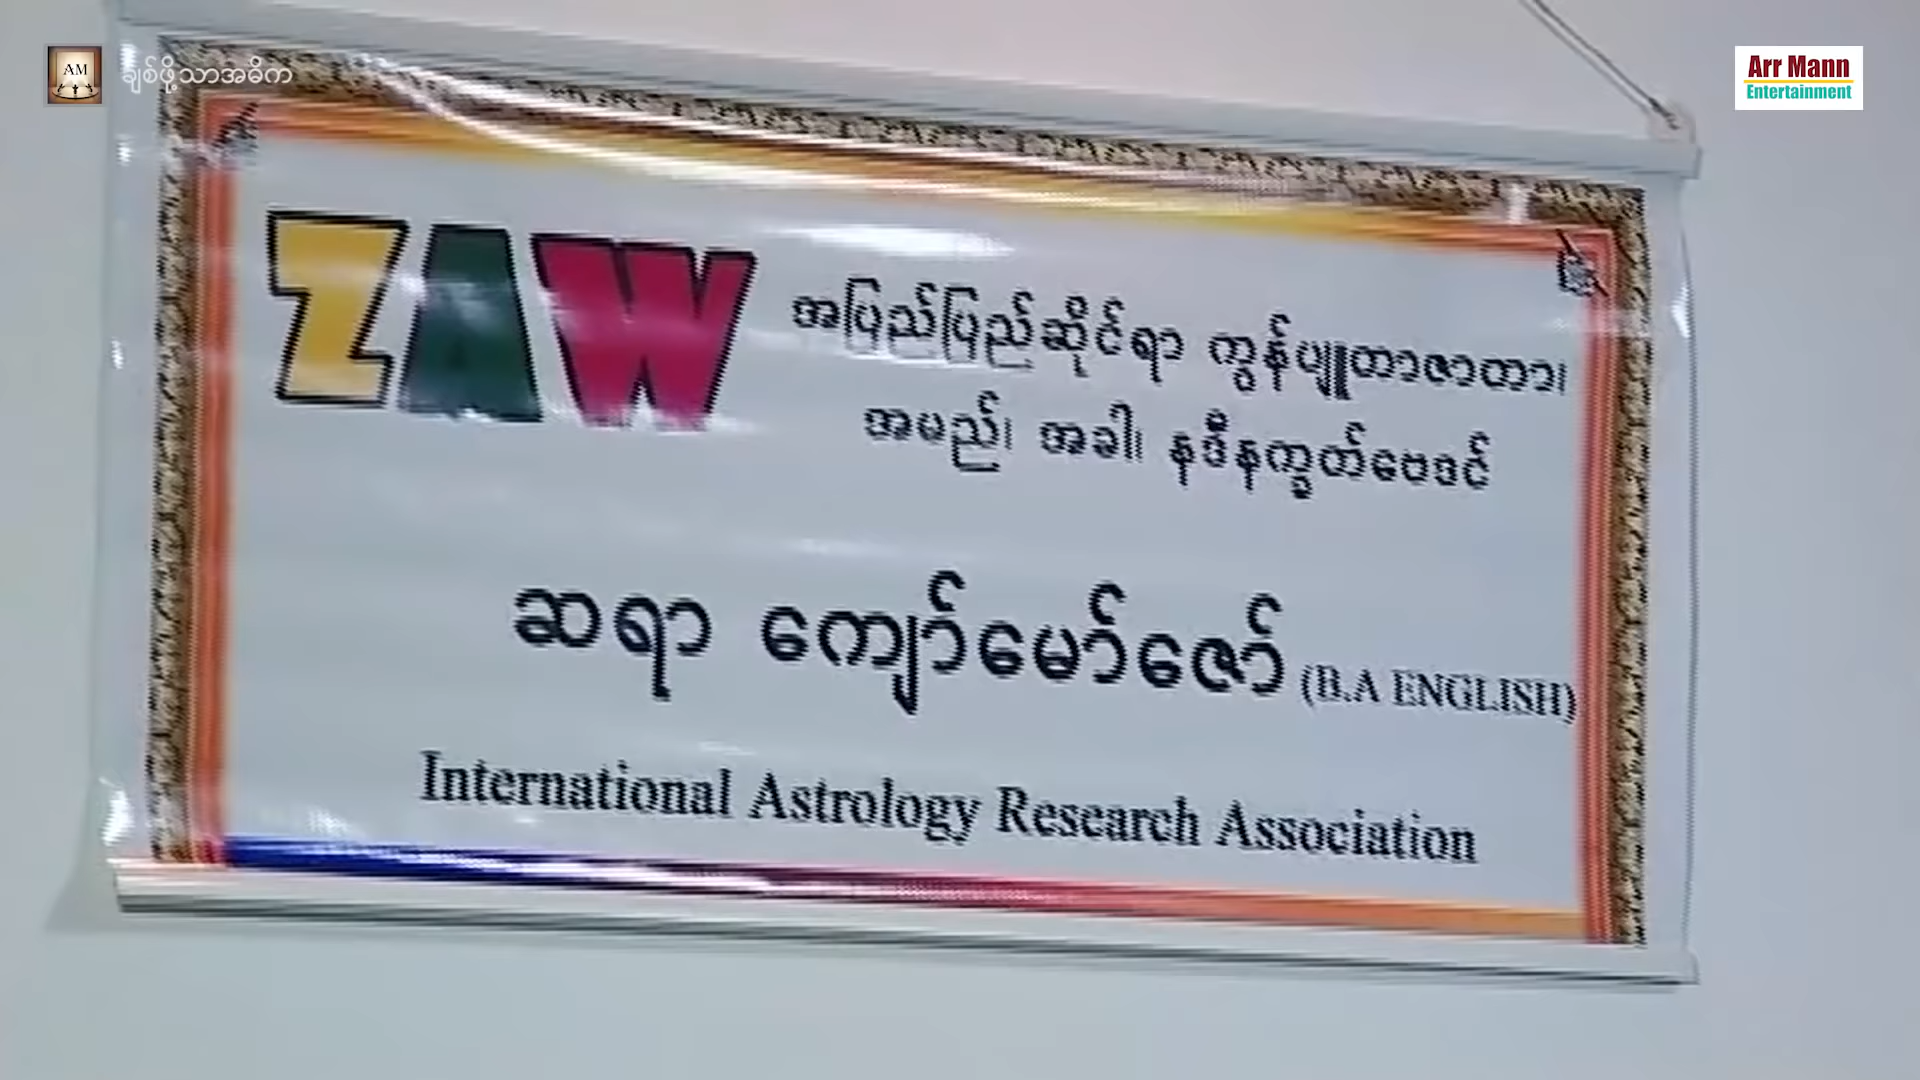 AM
ချစ်ဖို့သာအဓိက
Arr Mann
Entertainment
ZAW
အပြည်ပြည်ဆိုင်ရာ ကွန်ပျူတာဇာတာ၊
အမည်၊ အခါ၊ နဒီနက္ခတ်ဗေဒင်
ဆရာ ကျော်မော်ဇော် (B.A ENGLISH)
International Astrology Research Association